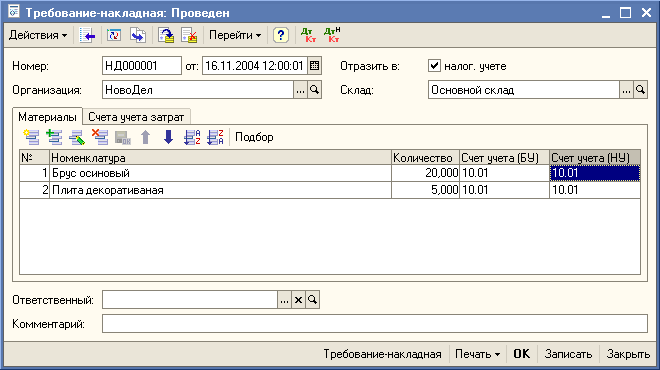 Требование-накладная: Проведен
Действия Перейти ? Дт Кт Дт Н Кт
Номер: НД000001 от: 16.11.2004 12:00:01 Отразить в: налог. учете
Организация: НовоДел ... Склад: Основной склад ...
Материалы Счета учета затрат
Подбор
№ Номенклатура Количество Счет учета (БУ) Счет учета (НУ)
1 Брус осиновый 20,000 10.01 10.01
2 Плита декоративаная 5,000 10.01 10.01
Ответственный: ... x
Комментарий:
Требование-накладная Печать OK Записать Закрыть